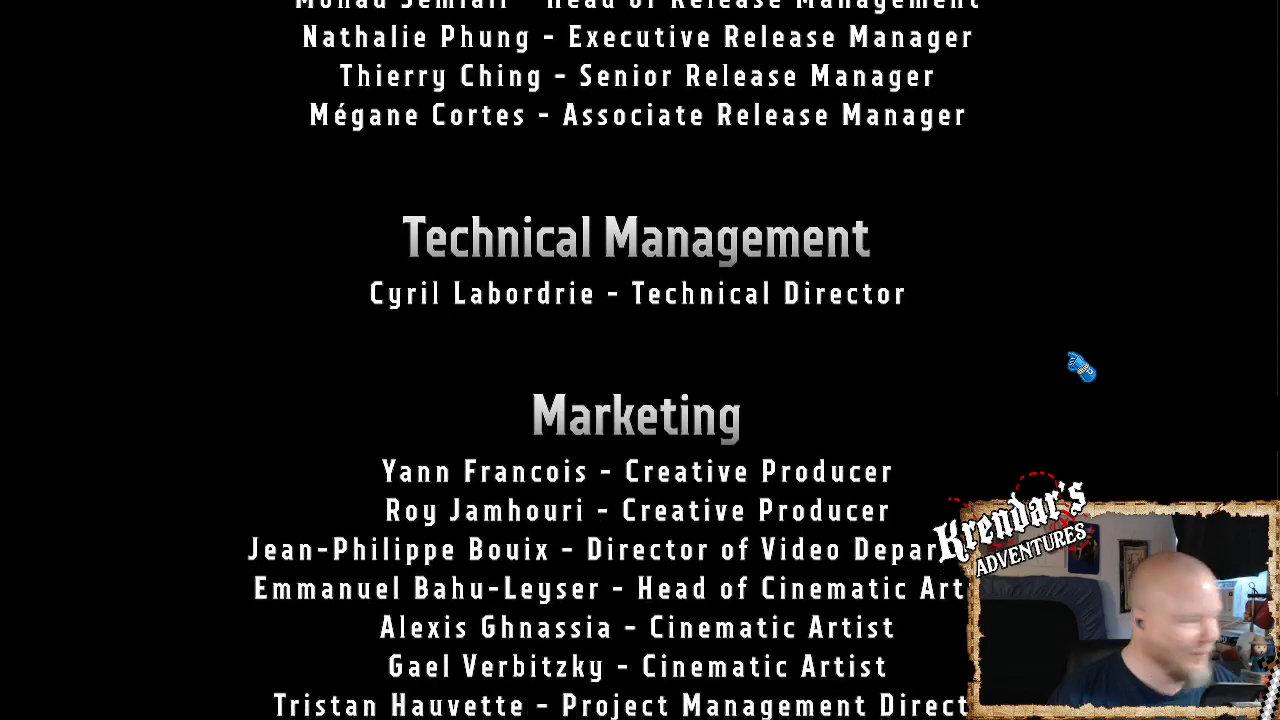 Nathalie Phung - Executive Release Manager
Thierry Ching - Senior Release Manager
Mégane Cortes - Associate Release Manager
Technical Management
Cyril Labordrie - Technical Director
Marketing
Yann Francois - Creative Producer
Roy Jamhouri - Creative Producer
Jean-Philippe Bouix - Director of Video Depar
Emmanuel Bahu-Leyser - Head of Cinematic Art
Alexis Ghnassia - Cinematic Artist
Gael Verbitzky - Cinematic Artist
Tristan Hauvette - Project Management Direct
Krendar's
ADVENTURES